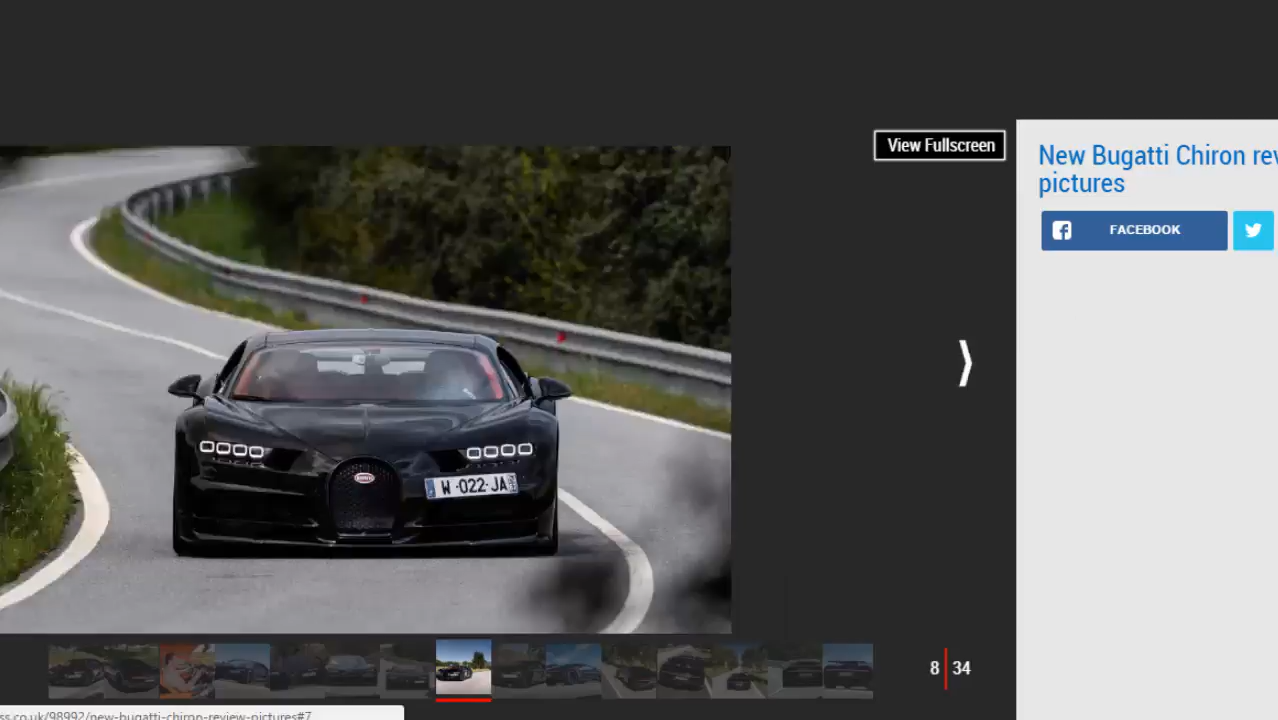 View Fullscreen
New Bugatti Chiron rev
pictures
FACEBOOK
W-022-JA
8 34
ss.co.uk/98992/new-bugatti-chiron-review-pictures#7